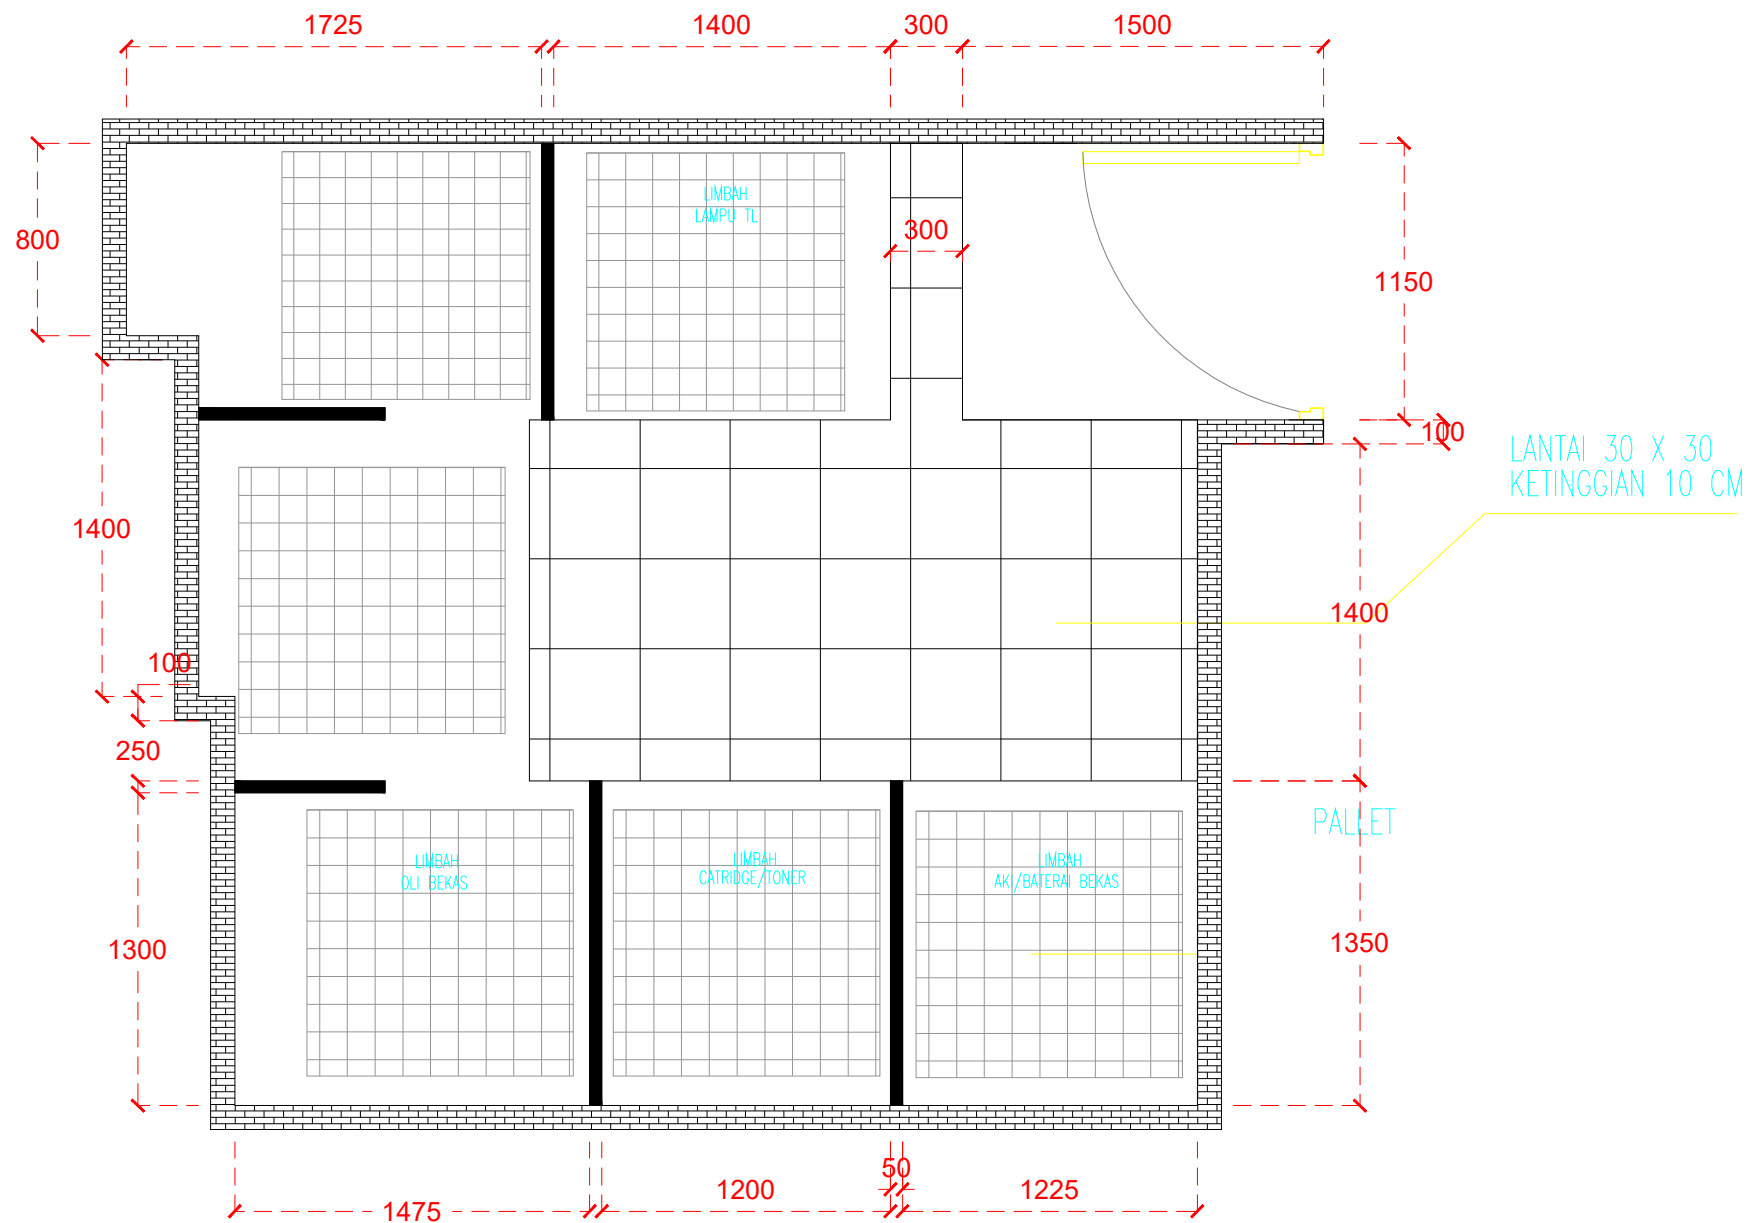 1725
1400
300
1500
LIMBAH
LAMPU TL
800
300
1150
100
LANTAI 30 X 30
KETINGGIAN 10 CM
1400
1400
100
250
PALLET
LIMBAH
OLI BEKAS
LIMBAH
CATRIDGE/TONER
LIMBAH
AKI/BATERAI BEKAS
1300
1350
50
1475
1200
1225